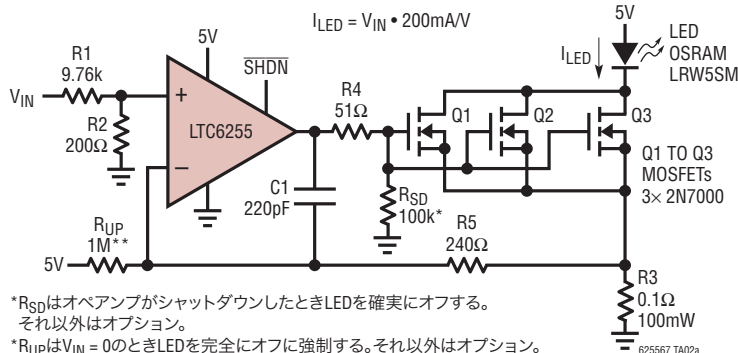 I_LED = V_IN • 200mA/V
5V
LED
OSRAM
LRW5SM
I_LED
5V
SHDN
R1
9.76k
V_IN
R2
200Ω
+
−
LTC6255
R4
51Ω
Q1
Q2
Q3
Q1 TO Q3
MOSFETs
3× 2N7000
C1
220pF
R_SD
100k*
R_UP
1M**
5V
R5
240Ω
R3
0.1Ω
100mW
*R_SDはオペアンプがシャットダウンしたときLEDを確実にオフする。
それ以外はオプション。
*R_UPはV_IN = 0のときLEDを完全にオフに強制する。それ以外はオプション。
625567 TA02a